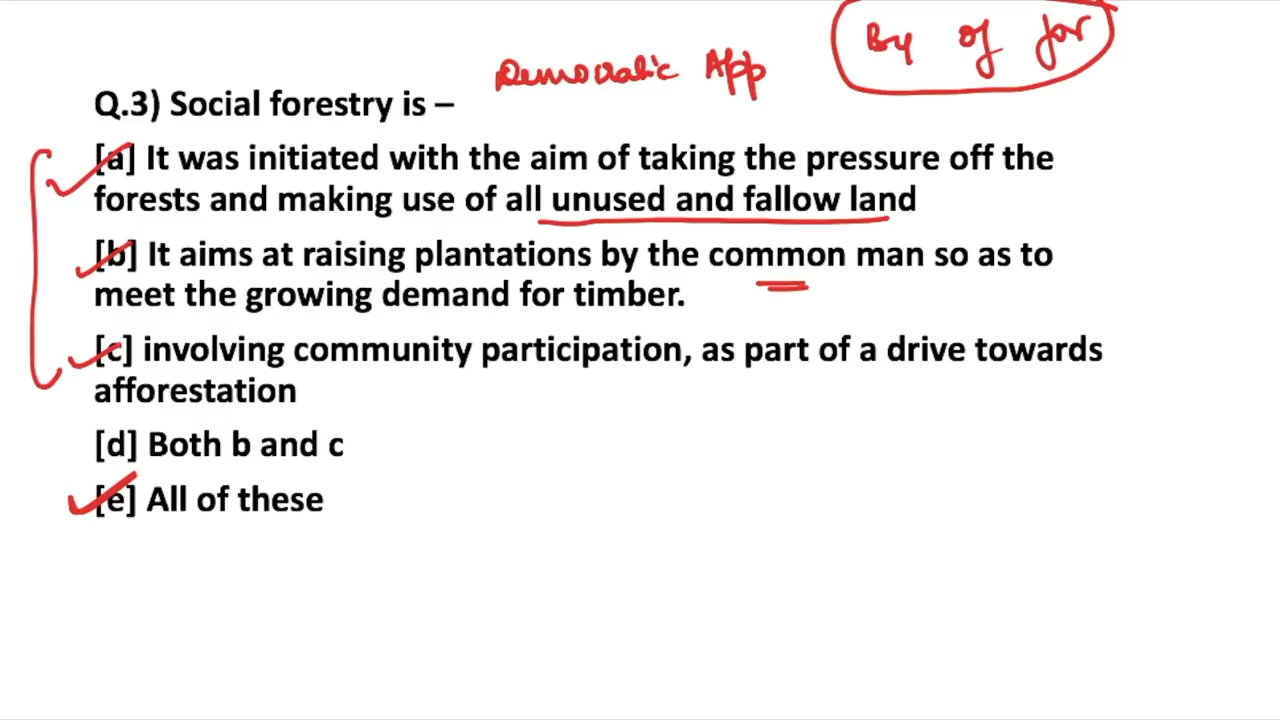 By of for
Democratic App
Q.3) Social forestry is –
[a] It was initiated with the aim of taking the pressure off the
forests and making use of all unused and fallow land
[b] It aims at raising plantations by the common man so as to
meet the growing demand for timber.
[c] involving community participation, as part of a drive towards
afforestation
[d] Both b and c
[e] All of these